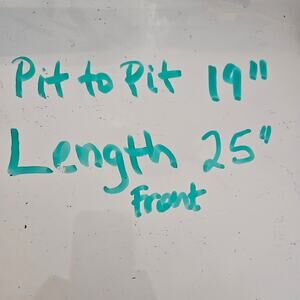 Pit to Pit 19"
Length 25"
Front